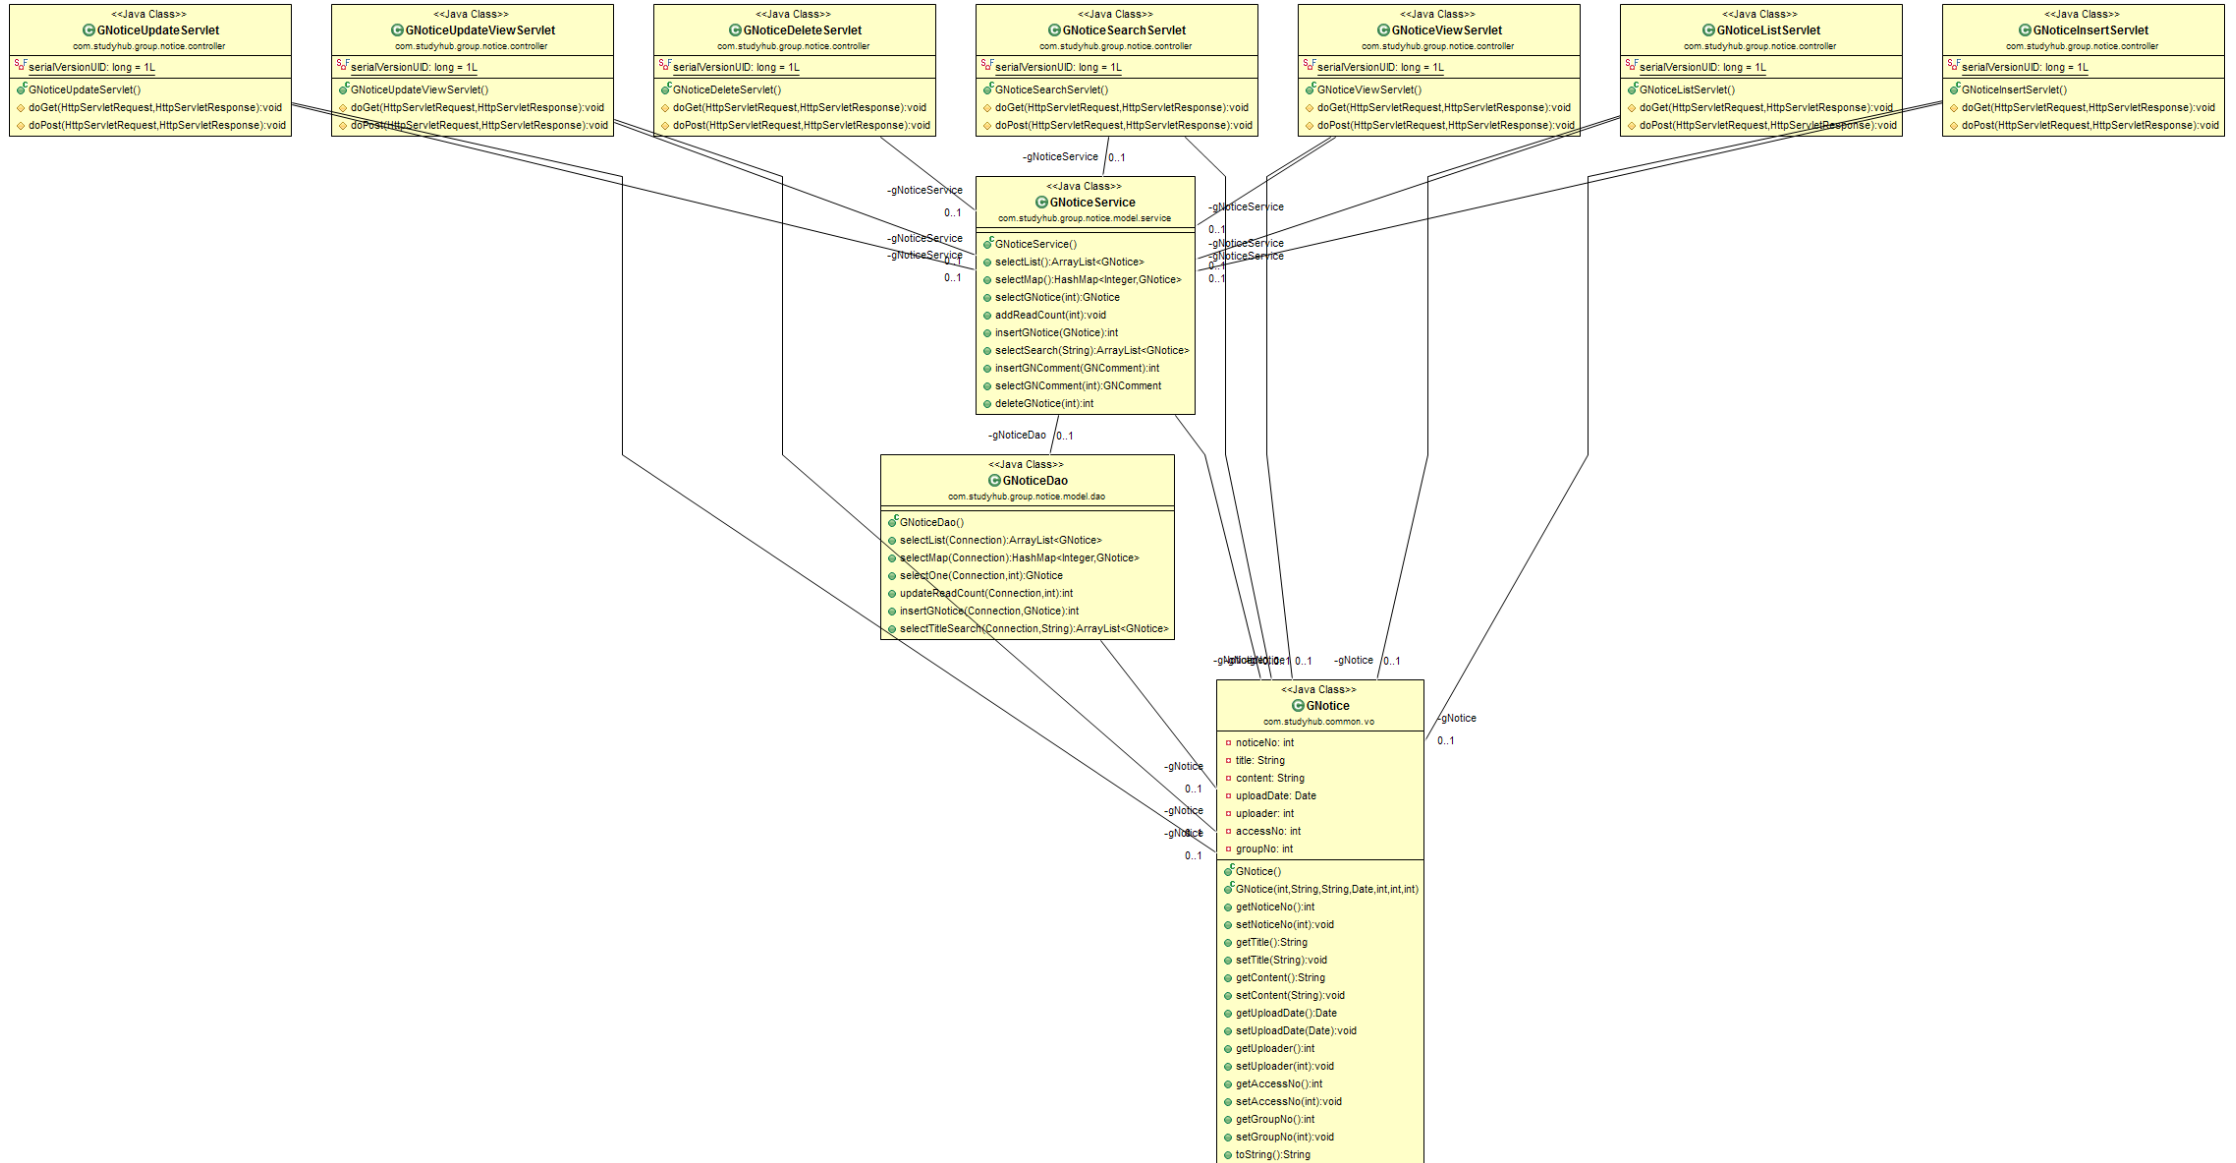 <<Java Class>>
GNoticeUpdateServlet
com.studyhub.group.notice.controller
serialVersionUID: long = 1L
GNoticeUpdateServlet()
doGet(HttpServletRequest,HttpServletResponse):void
doPost(HttpServletRequest,HttpServletResponse):void
<<Java Class>>
GNoticeUpdateViewServlet
com.studyhub.group.notice.controller
serialVersionUID: long = 1L
GNoticeUpdateViewServlet()
doGet(HttpServletRequest,HttpServletResponse):void
doPost(HttpServletRequest,HttpServletResponse):void
<<Java Class>>
GNoticeDeleteServlet
com.studyhub.group.notice.controller
serialVersionUID: long = 1L
GNoticeDeleteServlet()
doGet(HttpServletRequest,HttpServletResponse):void
doPost(HttpServletRequest,HttpServletResponse):void
<<Java Class>>
GNoticeSearchServlet
com.studyhub.group.notice.controller
serialVersionUID: long = 1L
GNoticeSearchServlet()
doGet(HttpServletRequest,HttpServletResponse):void
doPost(HttpServletRequest,HttpServletResponse):void
<<Java Class>>
GNoticeViewServlet
com.studyhub.group.notice.controller
serialVersionUID: long = 1L
GNoticeViewServlet()
doGet(HttpServletRequest,HttpServletResponse):void
doPost(HttpServletRequest,HttpServletResponse):void
<<Java Class>>
GNoticeListServlet
com.studyhub.group.notice.controller
serialVersionUID: long = 1L
GNoticeListServlet()
doGet(HttpServletRequest,HttpServletResponse):void
doPost(HttpServletRequest,HttpServletResponse):void
<<Java Class>>
GNoticeInsertServlet
com.studyhub.group.notice.controller
serialVersionUID: long = 1L
GNoticeInsertServlet()
doGet(HttpServletRequest,HttpServletResponse):void
doPost(HttpServletRequest,HttpServletResponse):void
-gNoticeService 0..1
-gNoticeService
0..1
-gNoticeService
0..1
-gNoticeService
0..1
-gNoticeService
0..1
-gNoticeService
0..1
-gNoticeService
0..1
<<Java Class>>
GNoticeService
com.studyhub.group.notice.model.service
GNoticeService()
selectList():ArrayList<GNotice>
selectMap():HashMap<Integer,GNotice>
selectGNotice(int):GNotice
addReadCount(int):void
insertGNotice(GNotice):int
selectSearch(String):ArrayList<GNotice>
insertGNComment(GNComment):int
selectGNComment(int):GNComment
deleteGNotice(int):int
-gNoticeDao 0..1
<<Java Class>>
GNoticeDao
com.studyhub.group.notice.model.dao
GNoticeDao()
selectList(Connection):ArrayList<GNotice>
selectMap(Connection):HashMap<Integer,GNotice>
selectOne(Connection,int):GNotice
updateReadCount(Connection,int):int
insertGNotice(Connection,GNotice):int
selectTitleSearch(Connection,String):ArrayList<GNotice>
0..1
-gNotice 0..1
-gNotice
0..1
-gNotice
0..1
-gNotice
-gNotice
0..1
<<Java Class>>
GNotice
com.studyhub.common.vo
noticeNo: int
title: String
content: String
uploadDate: Date
uploader: int
accessNo: int
groupNo: int
GNotice()
GNotice(int,String,String,Date,int,int,int)
getNoticeNo():int
setNoticeNo(int):void
getTitle():String
setTitle(String):void
getContent():String
setContent(String):void
getUploadDate():Date
setUploadDate(Date):void
getUploader():int
setUploader(int):void
getAccessNo():int
setAccessNo(int):void
getGroupNo():int
setGroupNo(int):void
toString():String